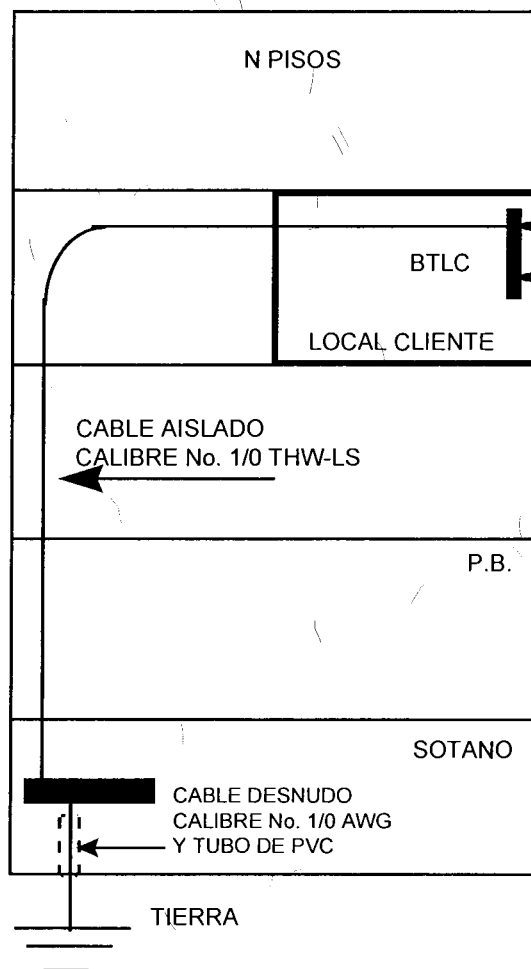 N PISOS
BTLC
LOCAL CLIENTE
CABLE AISLADO
CALIBRE No. 1/0 THW-LS
P.B.
SOTANO
CABLE DESNUDO
CALIBRE No. 1/0 AWG
Y TUBO DE PVC
TIERRA